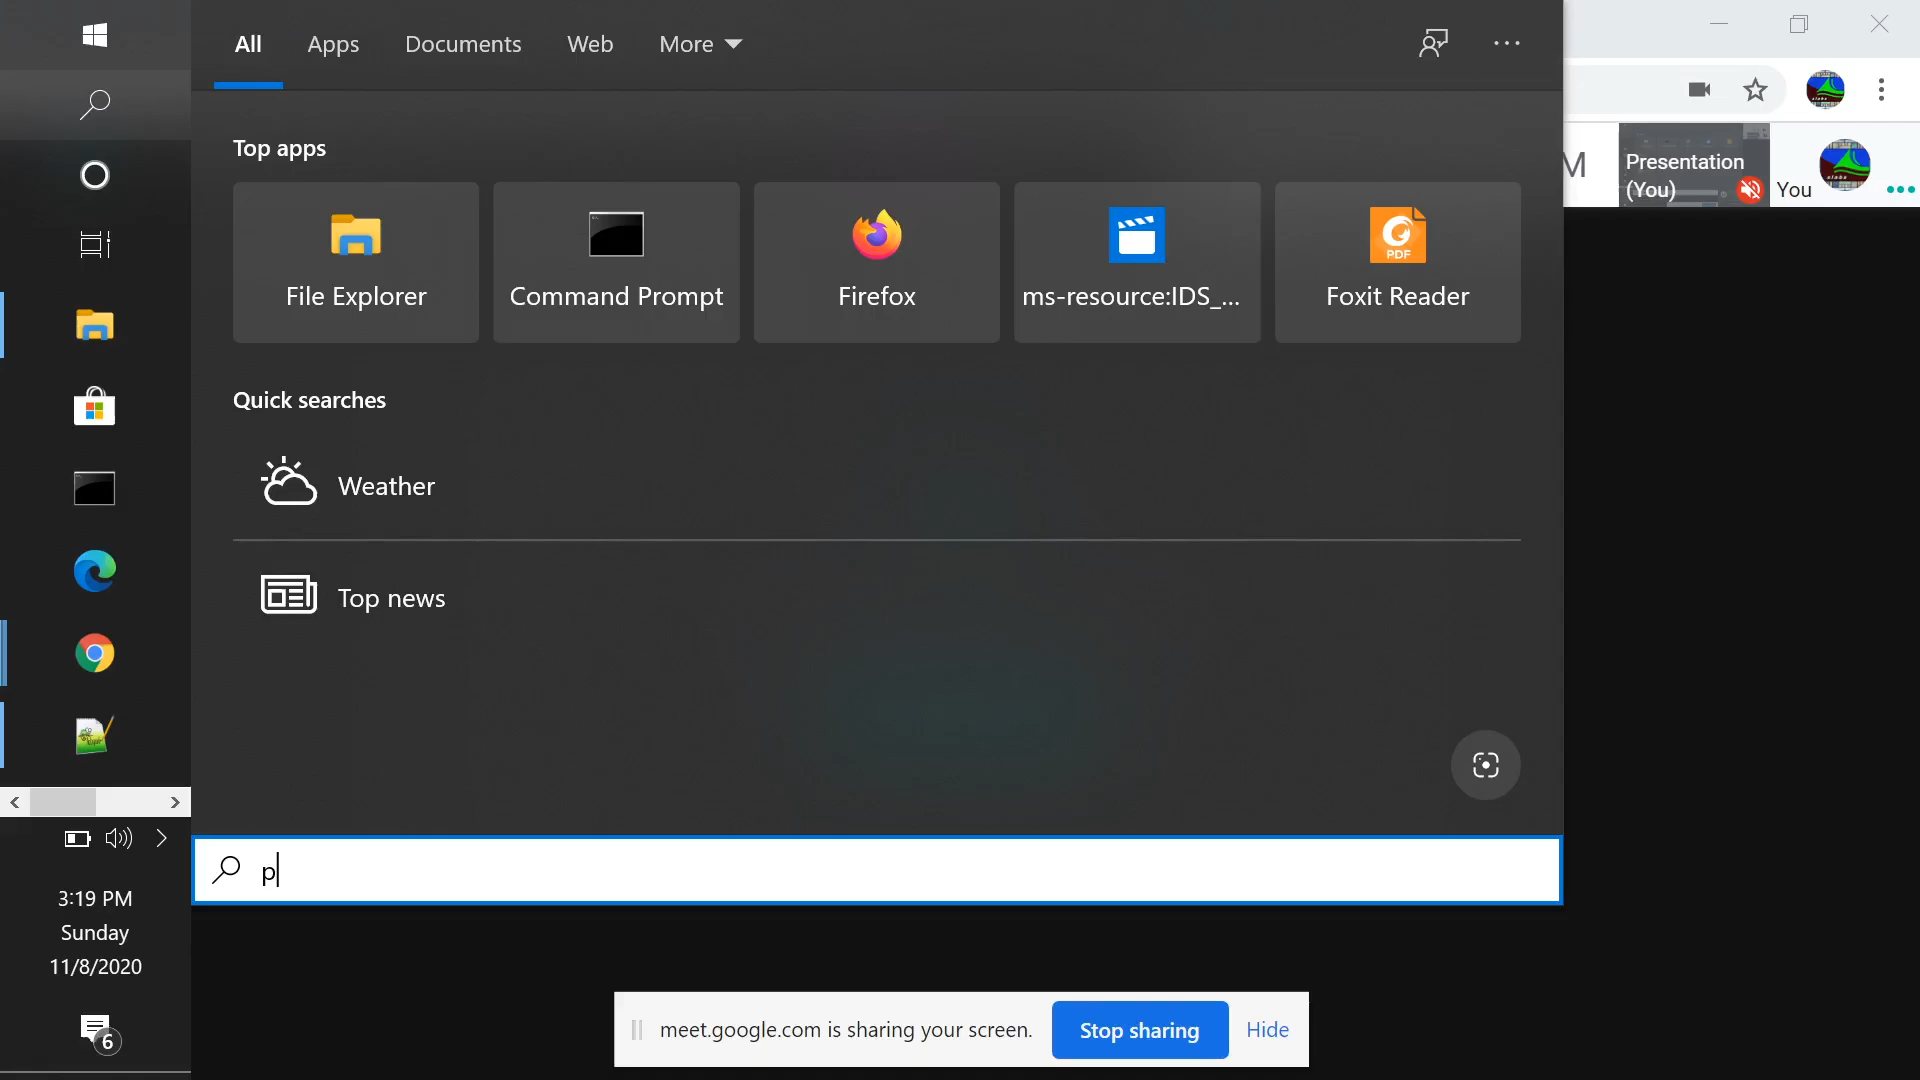 All
Apps
Documents
Web
More
Top apps
File Explorer
Command Prompt
Firefox
ms-resource:IDS_...
PDF
Foxit Reader
Quick searches
Weather
Top news
p
M
Presentation
(You)
You
3:19 PM
Sunday
11/8/2020
6
meet.google.com is sharing your screen.
Stop sharing
Hide